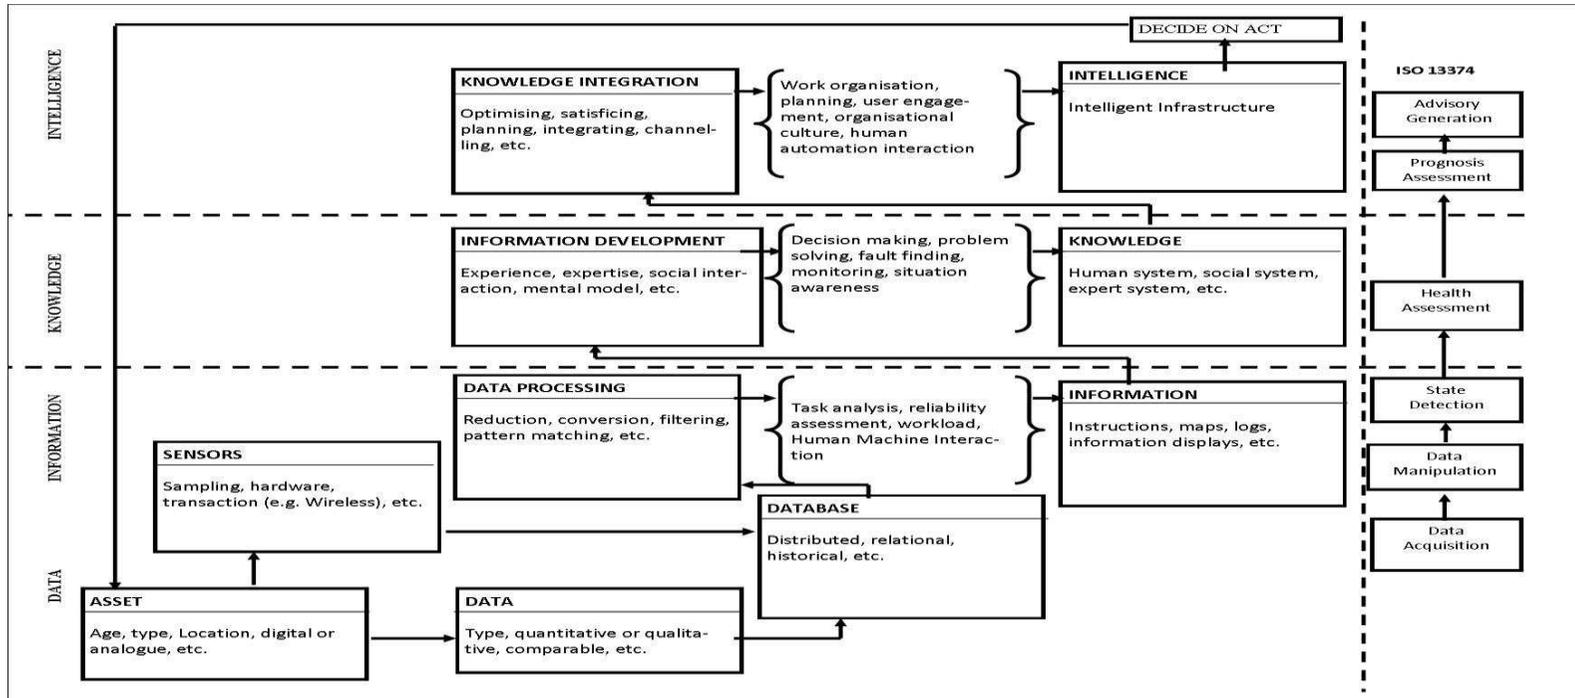 DECIDE ON ACT
INTELLIGENCE
KNOWLEDGE INTEGRATION
Optimising, satisficing,
planning, integrating, channel-
ling, etc.
Work organisation,
planning, user engage-
ment, organisational
culture, human
automation interaction
INTELLIGENCE
Intelligent Infrastructure
KNOWLEDGE
INFORMATION DEVELOPMENT
Experience, expertise, social inter-
action, mental model, etc.
Decision making, problem
solving, fault finding,
monitoring, situation
awareness
KNOWLEDGE
Human system, social system,
expert system, etc.
INFORMATION
DATA PROCESSING
Reduction, conversion, filtering,
pattern matching, etc.
Task analysis, reliability
assessment, workload,
Human Machine Interac-
tion
INFORMATION
Instructions, maps, logs,
information displays, etc.
SENSORS
Sampling, hardware,
transaction (e.g. Wireless), etc.
DATABASE
Distributed, relational,
historical, etc.
DATA
ASSET
Age, type, Location, digital or
analogue, etc.
DATA
Type, quantitative or qualita-
tive, comparable, etc.
ISO 13374
Advisory
Generation
Prognosis
Assessment
Health
Assessment
State
Detection
Data
Manipulation
Data
Acquisition